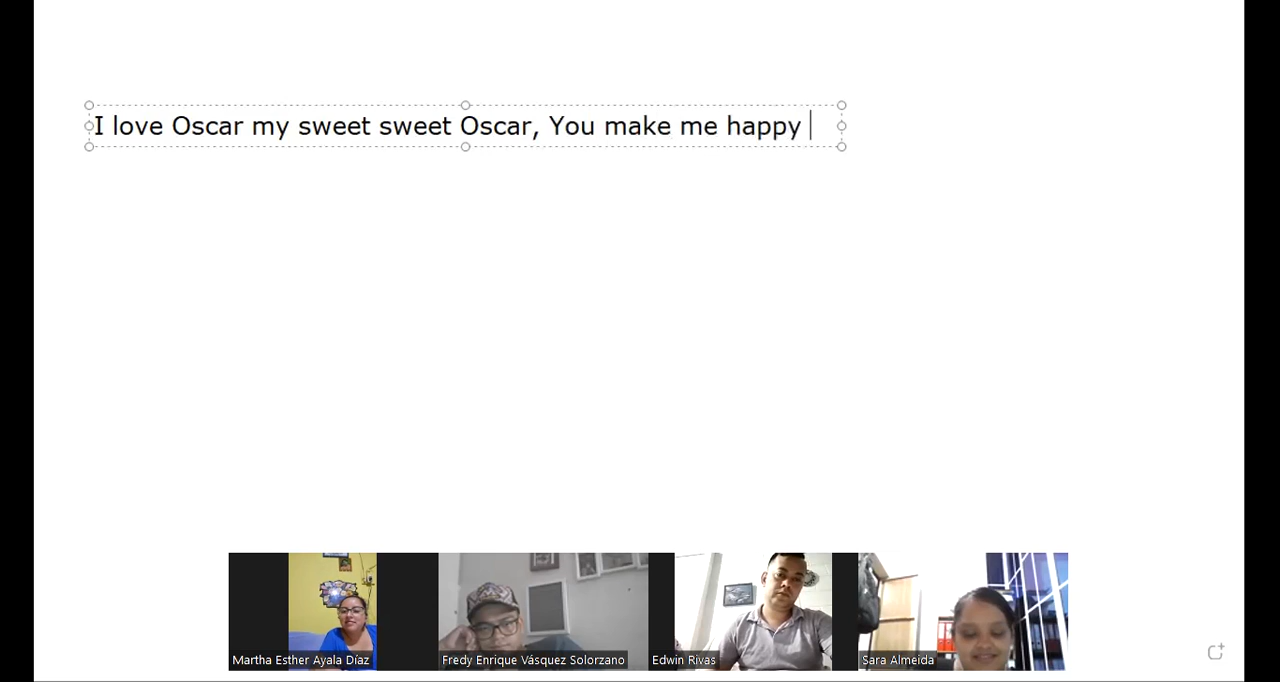 I love Oscar my sweet sweet Oscar, You make me happy
Martha Esther Ayala Díaz
Fredy Enrique Vásquez Solorzano
Edwin Rivas
Sara Almeida